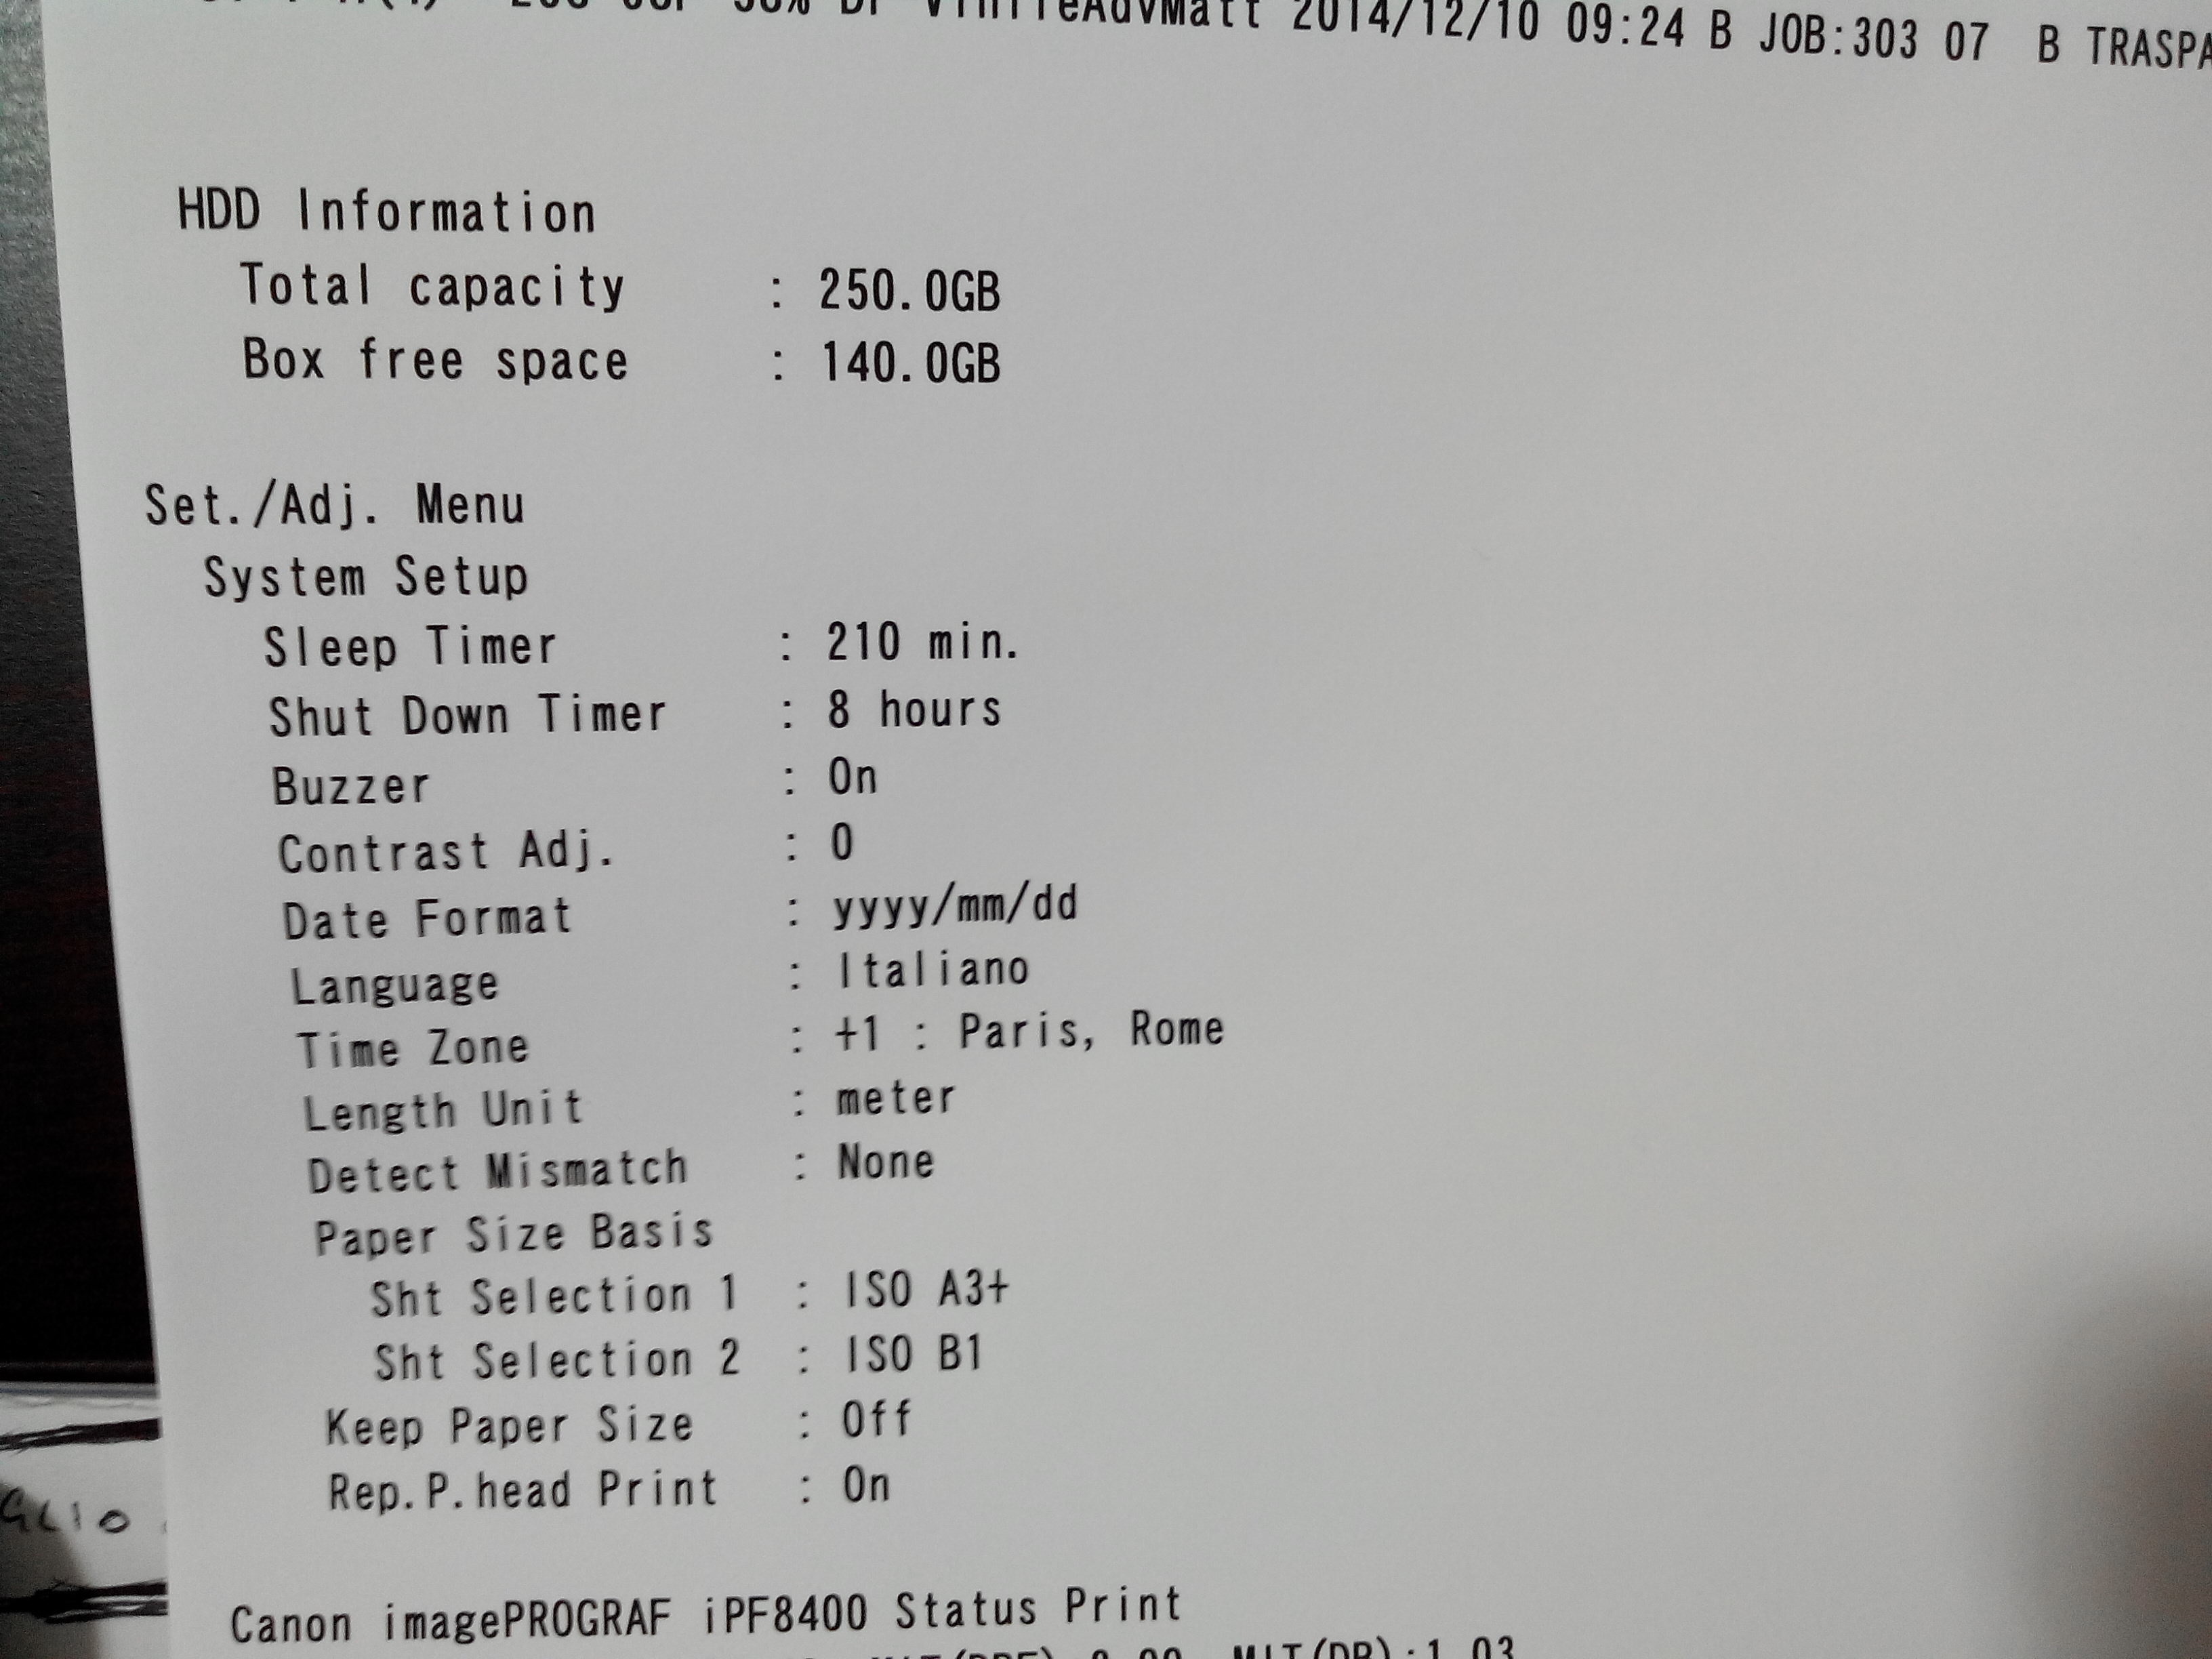 2014/12/10 09:24 B JOB:303 07 B
HDD Information
Total capacity : 250.0GB
Box free space : 140.0GB
Set./Adj. Menu
System Setup
Sleep Timer : 210 min.
Shut Down Timer : 8 hours
Buzzer : On
Contrast Adj. : 0
Date Format : yyyy/mm/dd
Language : Italiano
Time Zone : +1 : Paris, Rome
Length Unit : meter
Detect Mismatch : None
Paper Size Basis
Sht Selection 1 : ISO A3+
Sht Selection 2 : ISO B1
Keep Paper Size : Off
Rep.P.head Print : On
GLIO
Canon imagePROGRAF iPF8400 Status Print